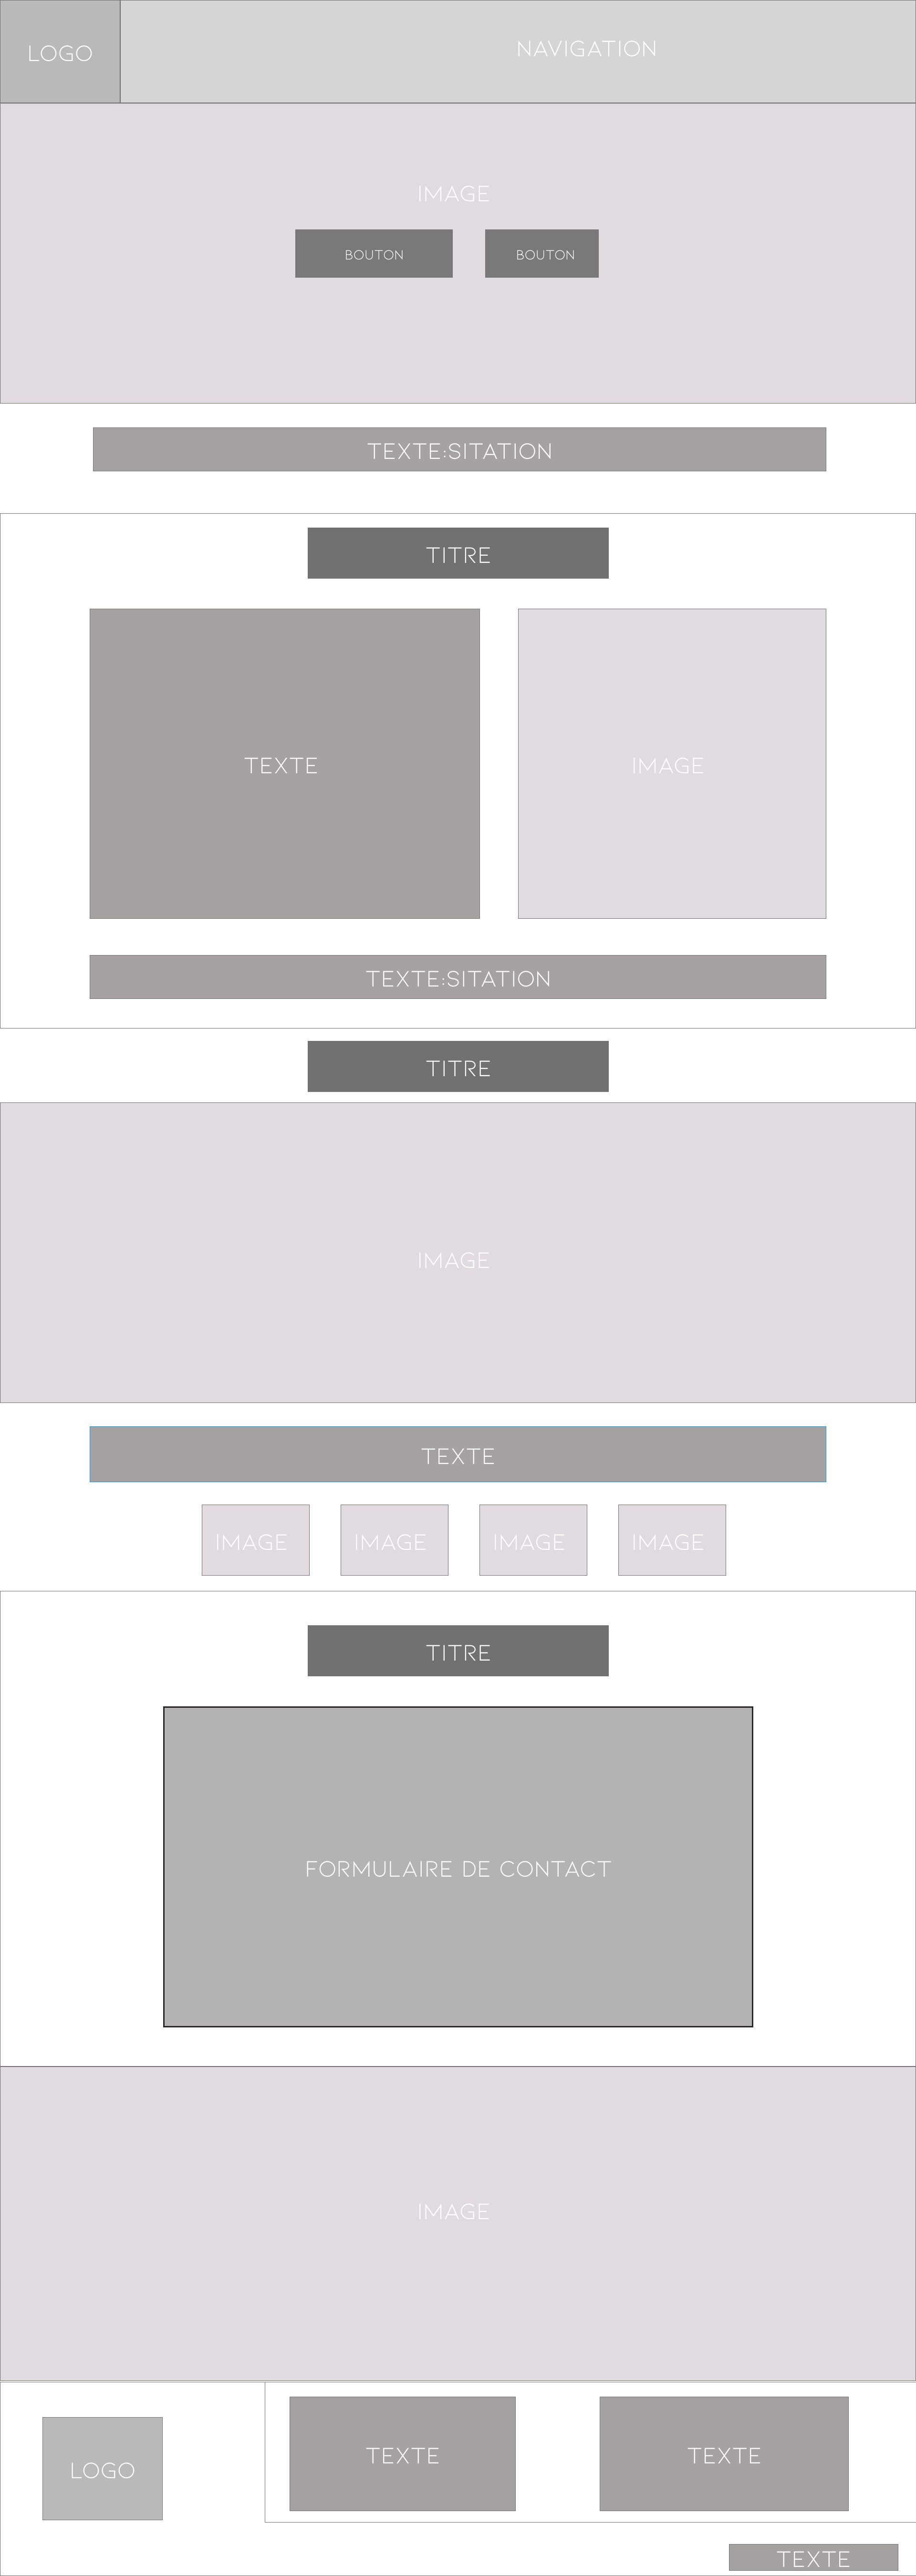 LOGO
NAVIGATION
IMAGE
BOUTON
BOUTON
TEXTE:SITATION
TITRE
TEXTE
IMAGE
TEXTE:SITATION
TITRE
IMAGE
TEXTE
IMAGE
IMAGE
IMAGE
IMAGE
TITRE
FORMULAIRE DE CONTACT
IMAGE
LOGO
TEXTE
TEXTE
TEXTE